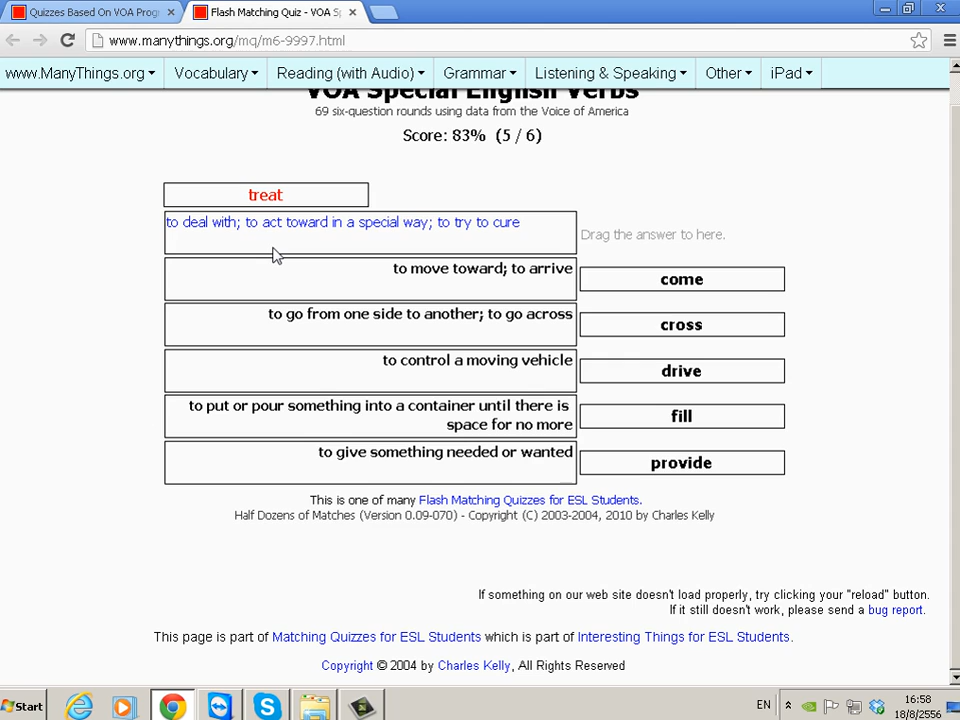 Quizzes Based On VOA Prog
Flash Matching Quiz - VOA Sp
www.manythings.org/mq/m6-9997.html
www.ManyThings.org Vocabulary Reading (with Audio) Grammar Listening & Speaking Other iPad
VOA Special English Verbs
69 six-question rounds using data from the Voice of America
Score: 83% (5 / 6)
treat
to deal with; to act toward in a special way; to try to cure
Drag the answer to here.
to move toward; to arrive
come
to go from one side to another; to go across
cross
to control a moving vehicle
drive
to put or pour something into a container until there is
space for no more
fill
to give something needed or wanted
provide
This is one of many Flash Matching Quizzes for ESL Students.
Half Dozens of Matches (Version 0.09-070) - Copyright (C) 2003-2004, 2010 by Charles Kelly
If something on our web site doesn't load properly, try clicking your "reload" button.
If it still doesn't work, please send a bug report.
This page is part of Matching Quizzes for ESL Students which is part of Interesting Things for ESL Students.
Copyright © 2004 by Charles Kelly, All Rights Reserved
Start
EN
16:58
18/8/2556